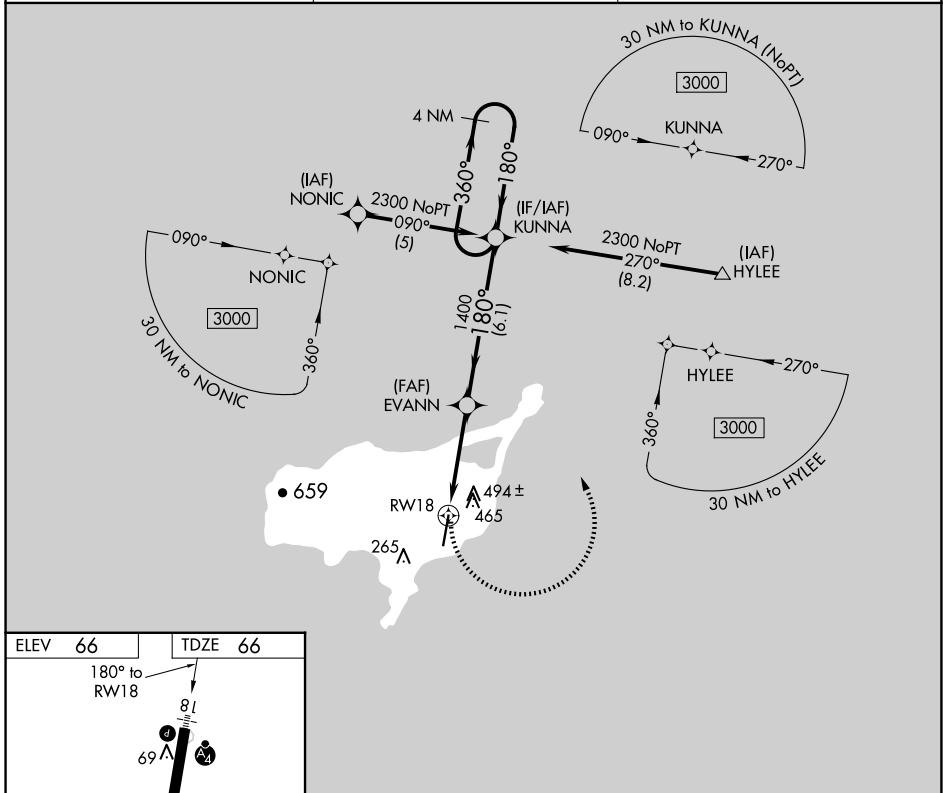 30 NM to KUNNA (NoPT)
3000
KUNNA
090°
270°
4 NM
360°
180°
(IAF)
NONIC
2300 NoPT
090°
(5)
(IF/IAF)
KUNNA
2300 NoPT
270°
(8.2)
(IAF)
HYLEE
090°
NONIC
3000
360°
30 NM to NONIC
1400
180°
(6.1)
HYLEE
270°
3000
360°
30 NM to HYLEE
(FAF)
EVANN
659
RW18
494 ±
465
265
ELEV 66
TDZE 66
180° to
RW18
18
P
69
A4